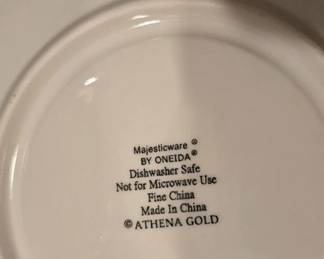 Majesticware ®
BY ONEIDA®
Dishwasher Safe
Not for Microwave Use
Fine China
Made In China
© ATHENA GOLD